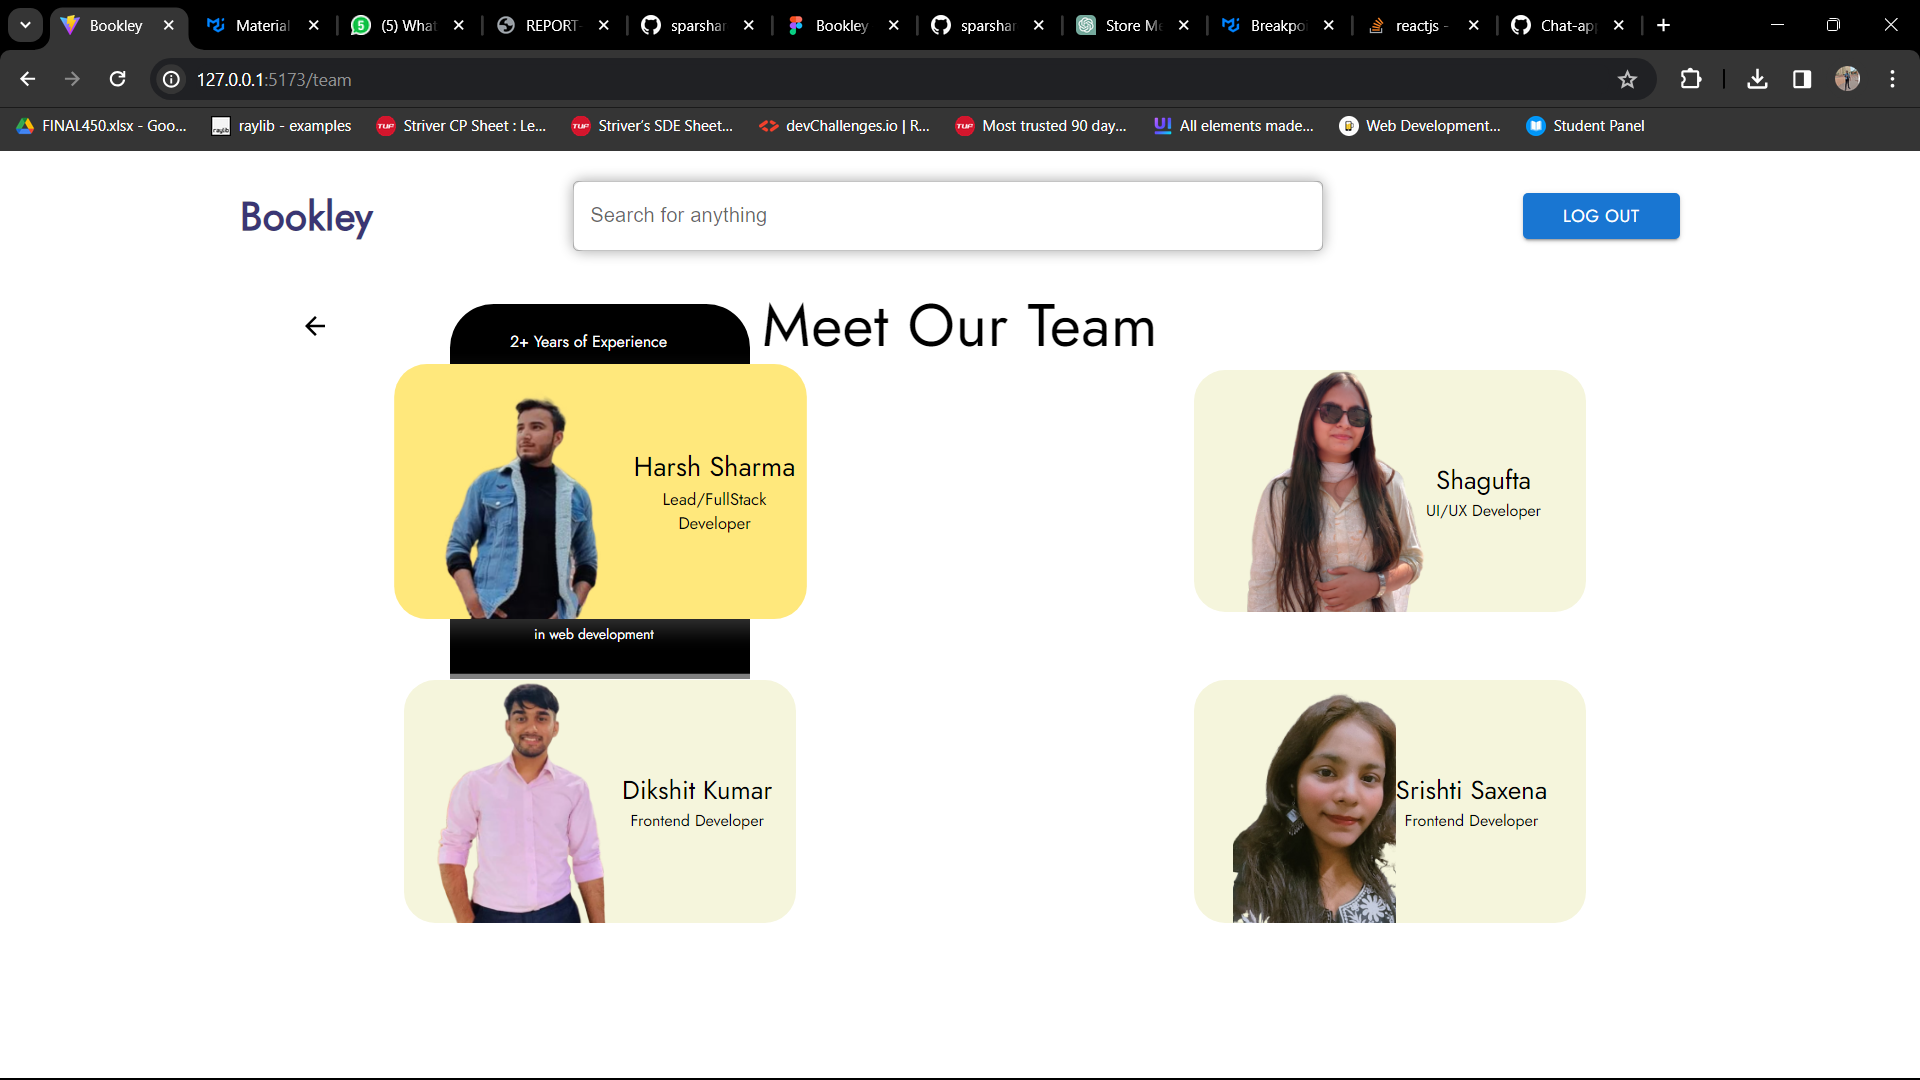 Bookley
Material
(5) What
REPORT-
sparshar
Bookley
sparshar
Store Me
Breakpo
reactjs -
Chat-ap
127.0.0.1:5173/team
FINAL450.xlsx - Goo...
raylib - examples
Striver CP Sheet : Le...
Striver's SDE Sheet...
devChallenges.io | R...
Most trusted 90 day...
All elements made...
Web Development...
Student Panel
Bookley
Search for anything
LOG OUT
Meet Our Team
2+ Years of Experience
Harsh Sharma
Lead/FullStack
Developer
in web development
Shagufta
UI/UX Developer
Dikshit Kumar
Frontend Developer
Srishti Saxena
Frontend Developer